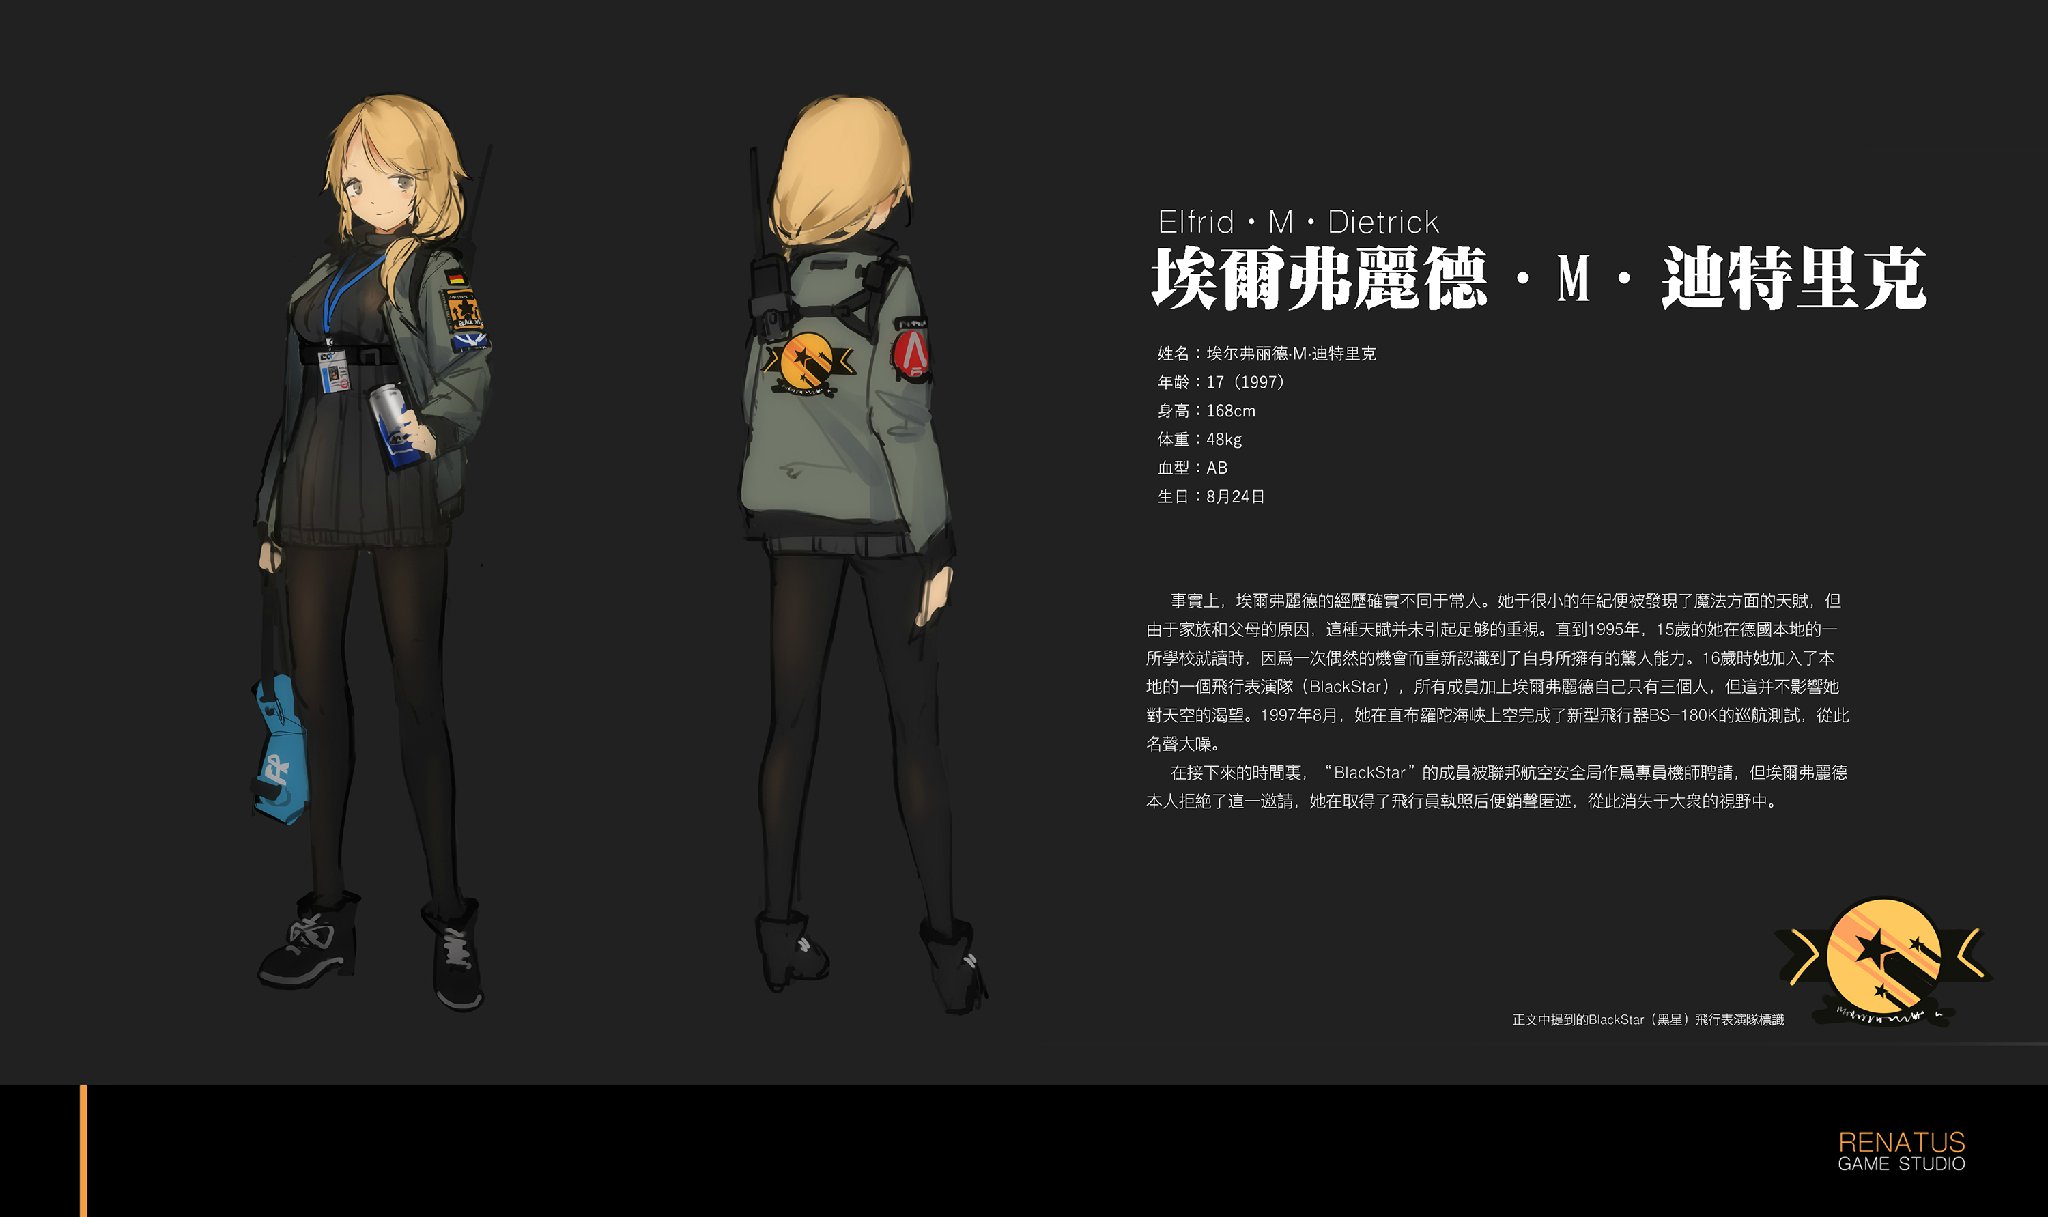 Elfrid・M・Dietrick
埃爾弗麗德・M・迪特里克
姓名：埃尔弗丽德·M·迪特里克
年龄：17（1997）
身高：168cm
体重：48kg
血型：AB
生日：8月24日
事實上，埃爾弗麗德的經歷確實不同于常人。她于很小的年紀便被發現了魔法方面的天賦，但
由于家族和父母的原因，這種天賦并未引起足够的重視。直到1995年，15歲的她在德國本地的一
所學校就讀時，因爲一次偶然的機會而重新認識到了自身所擁有的驚人能力。16歲時她加入了本
地的一個飛行表演隊（BlackStar），所有成員加上埃爾弗麗德自己只有三個人，但這并不影響她
對天空的渴望。1997年8月，她在直布羅陀海峽上空完成了新型飛行器BS-180K的巡航測試，從此
名聲大噪。
在接下來的時間裏，“BlackStar”的成員被聯邦航空安全局作爲專員機師聘請，但埃爾弗麗德
本人拒絶了這一邀請，她在取得了飛行員執照后便銷聲匿迹，從此消失于大衆的視野中。
正文中提到的BlackStar（黑星）飛行表演隊標識
RENATUS
GAME STUDIO